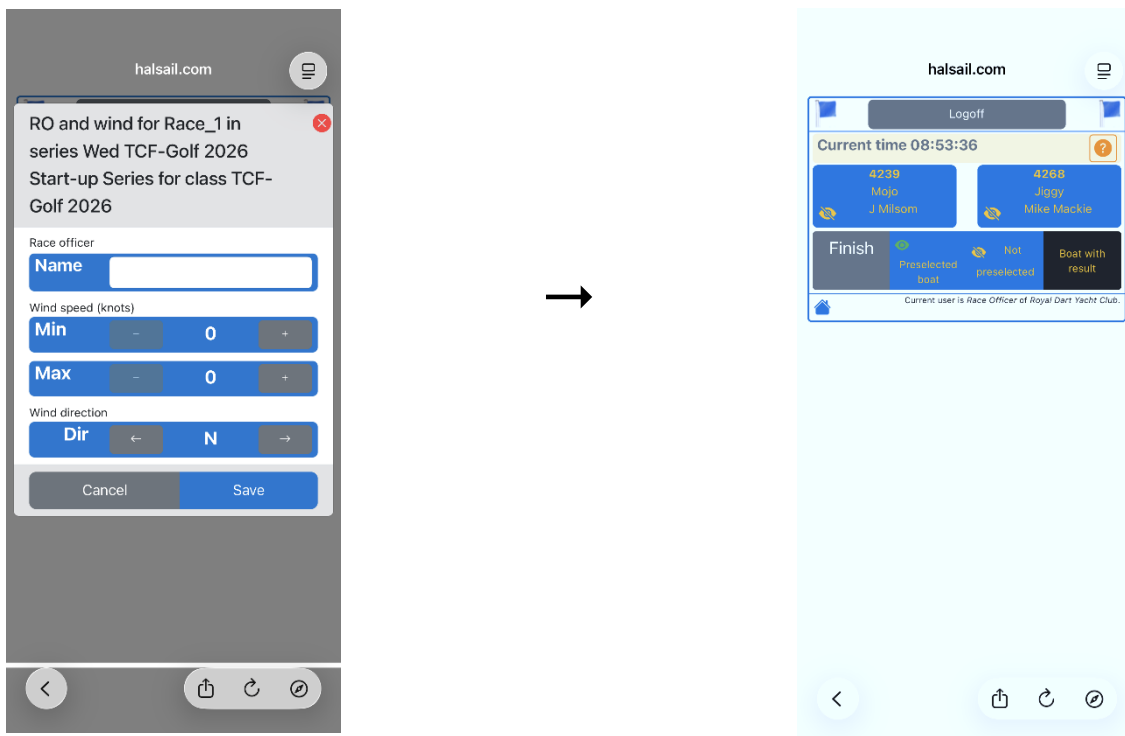 halsail.com
RO and wind for Race_1 in
series Wed TCF-Golf 2026
Start-up Series for class TCF-
Golf 2026
Race officer
Name
Wind speed (knots)
Min - 0 +
Max - 0 +
Wind direction
Dir ← N →
Cancel Save
→
halsail.com
Logoff
Current time 08:53:36 ?
4239
Mojo
J Milsom
4268
Jiggy
Mike Mackie
Finish
Preselected
boat
Not
preselected
Boat with
result
Current user is Race Officer of Royal Dart Yacht Club.